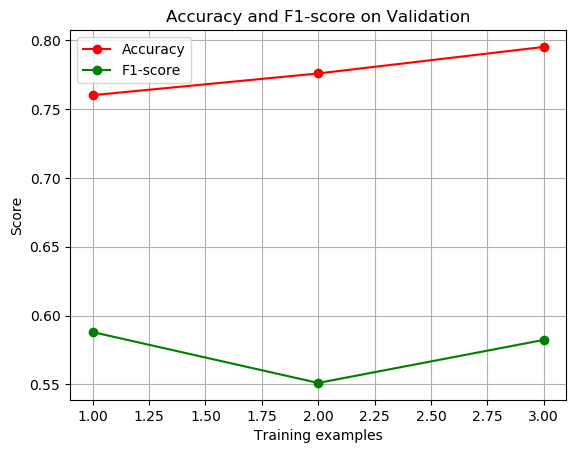 Accuracy and F1-score on Validation
Accuracy
F1-score
0.80
0.75
0.70
0.65
0.60
0.55
Score
1.00 1.25 1.50 1.75 2.00 2.25 2.50 2.75 3.00
Training examples